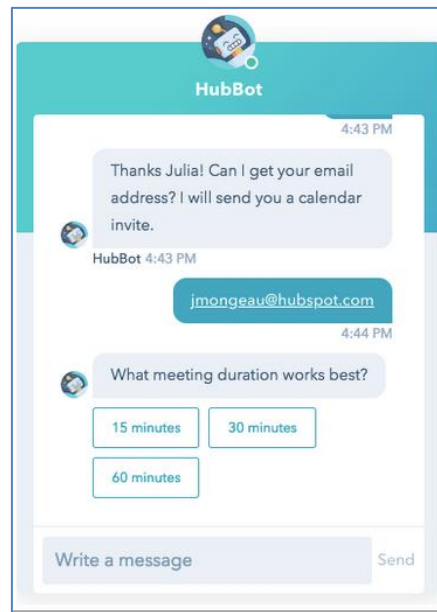 HubBot
4:43 PM
Thanks Julia! Can I get your email
address? I will send you a calendar
invite.
HubBot 4:43 PM
jmongeau@hubspot.com
4:44 PM
What meeting duration works best?
15 minutes 30 minutes
60 minutes
Write a message Send